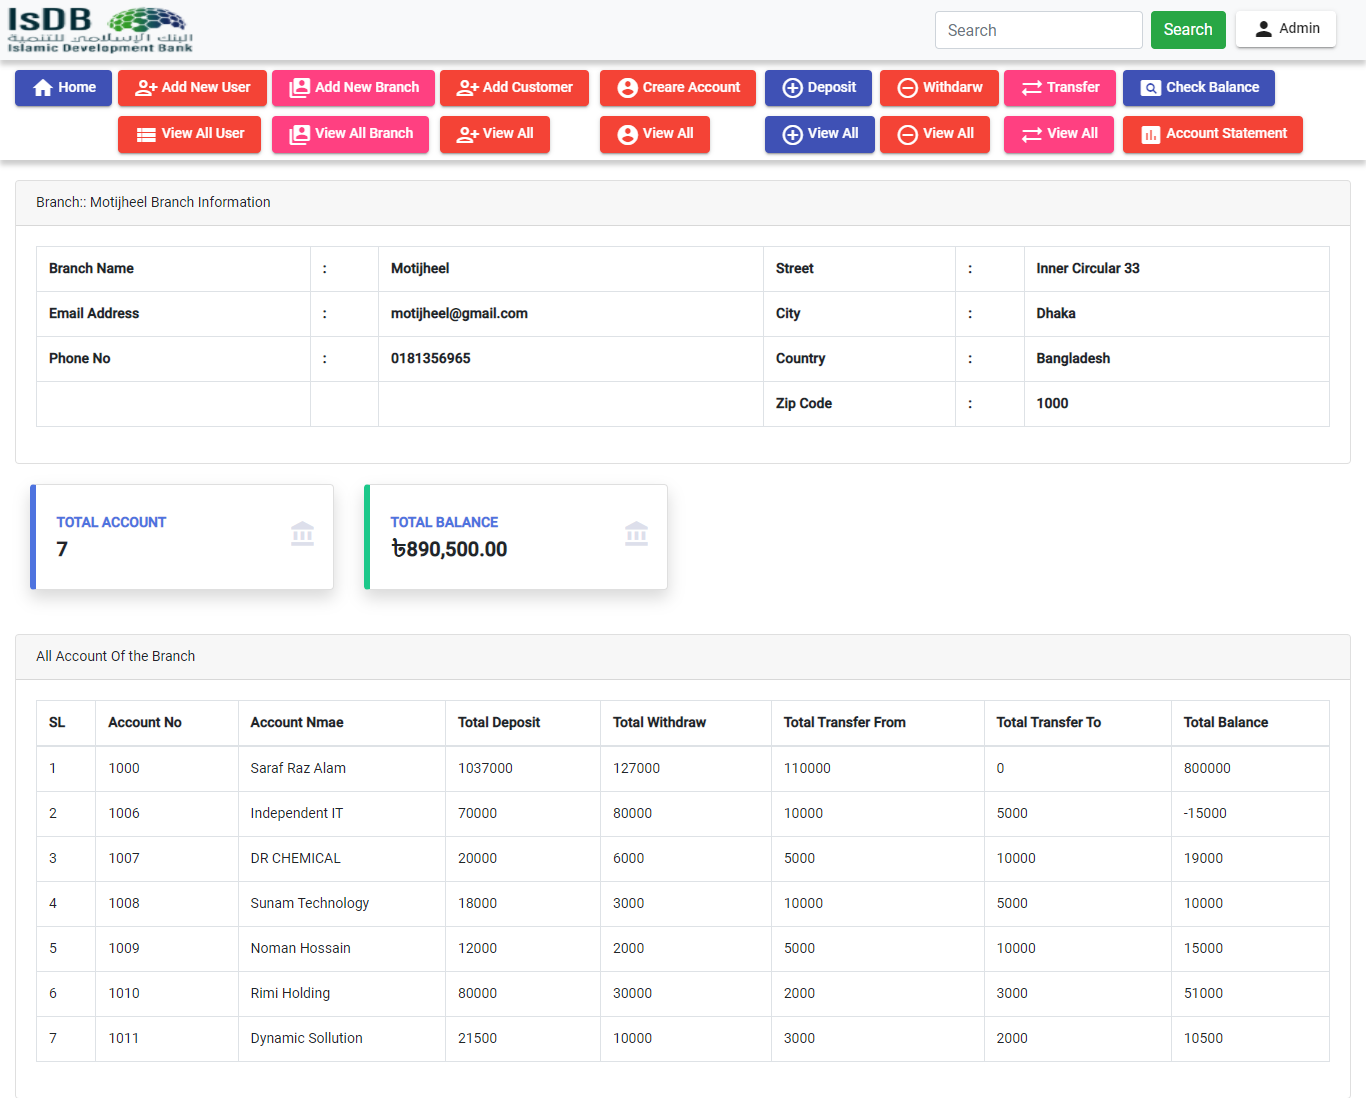 IsDB
البنك الإسلامي للتنمية
Islamic Development Bank
Search
Search
Admin
Home
Add New User
Add New Branch
Add Customer
Creare Account
Deposit
Withdarw
Transfer
Check Balance
View All User
View All Branch
View All
View All
View All
View All
View All
Account Statement
Branch:: Motijheel Branch Information
Branch Name : Motijheel Street : Inner Circular 33
Email Address : motijheel@gmail.com City : Dhaka
Phone No : 0181356965 Country : Bangladesh
Zip Code : 1000
TOTAL ACCOUNT
7
TOTAL BALANCE
৳890,500.00
All Account Of the Branch
SL Account No Account Nmae Total Deposit Total Withdraw Total Transfer From Total Transfer To Total Balance
1 1000 Saraf Raz Alam 1037000 127000 110000 0 800000
2 1006 Independent IT 70000 80000 10000 5000 -15000
3 1007 DR CHEMICAL 20000 6000 5000 10000 19000
4 1008 Sunam Technology 18000 3000 10000 5000 10000
5 1009 Noman Hossain 12000 2000 5000 10000 15000
6 1010 Rimi Holding 80000 30000 2000 3000 51000
7 1011 Dynamic Sollution 21500 10000 3000 2000 10500